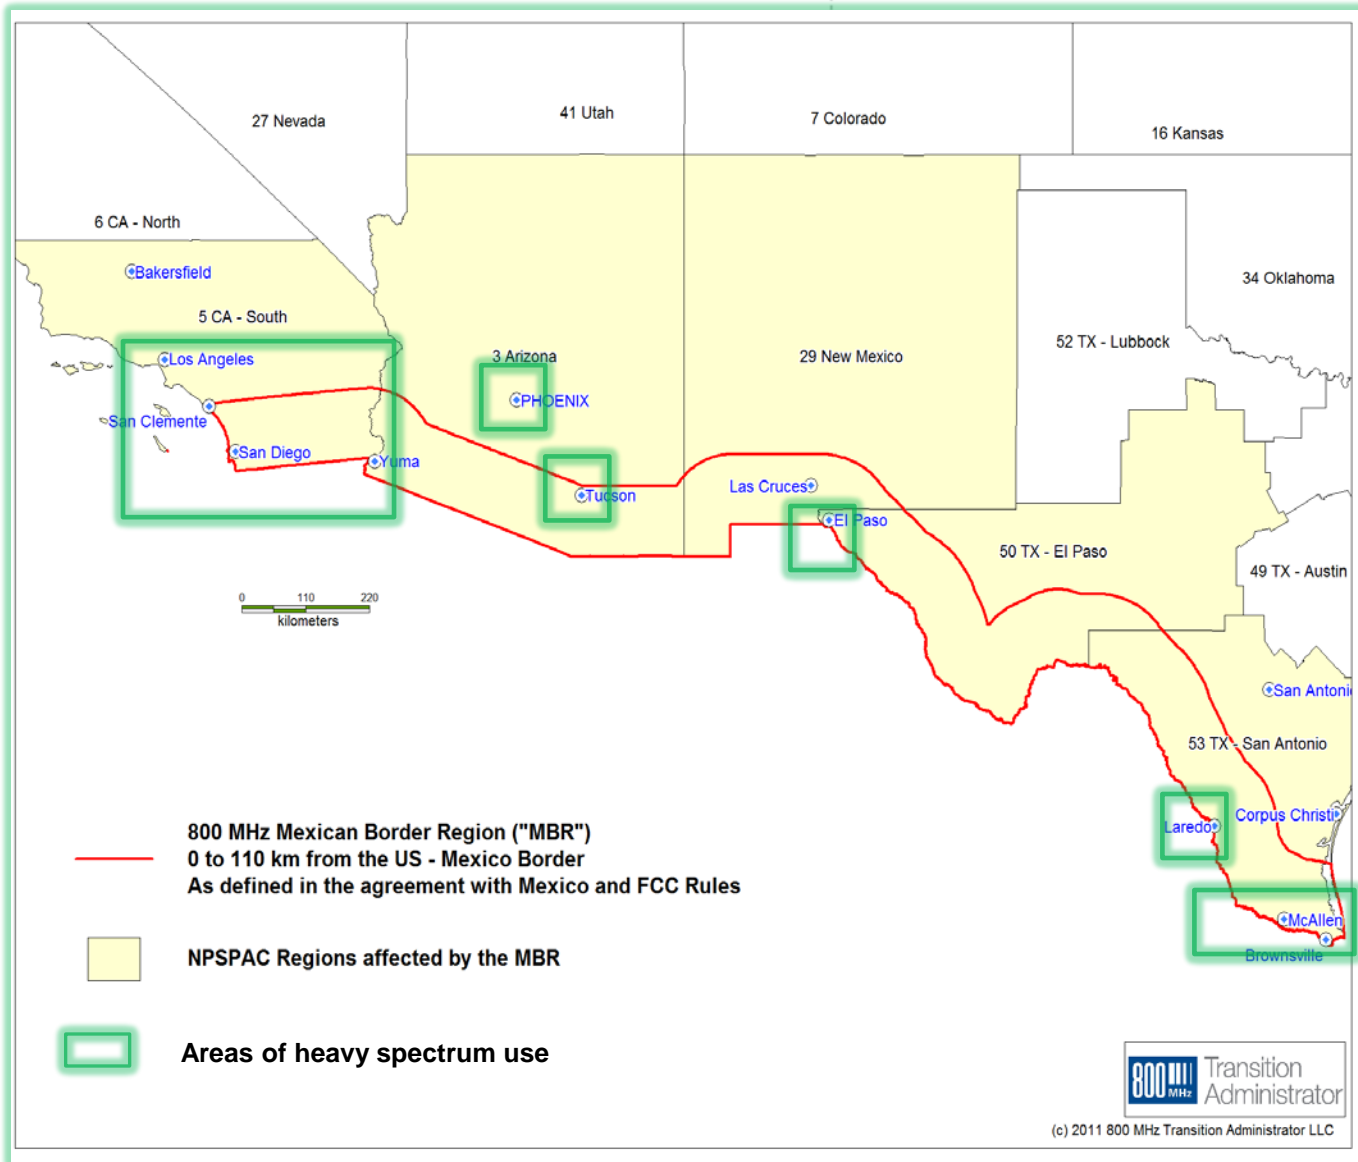 41 Utah
7 Colorado
27 Nevada
16 Kansas
6 CA - North
Bakersfield
34 Oklahoma
5 CA - South
52 TX - Lubbock
Los Angeles
3 Arizona
29 New Mexico
PHOENIX
San Clemente
San Diego
Yuma
Las Cruces
Tucson
El Paso
50 TX - El Paso
49 TX - Austin
0 110 220
kilometers
San Antoni
53 TX - San Antonio
Corpus Christi
Laredo
McAllen
Brownsville
800 MHz Mexican Border Region ("MBR")
0 to 110 km from the US - Mexico Border
As defined in the agreement with Mexico and FCC Rules
NPSPAC Regions affected by the MBR
Areas of heavy spectrum use
800 MHz Transition
Administrator
(c) 2011 800 MHz Transition Administrator LLC